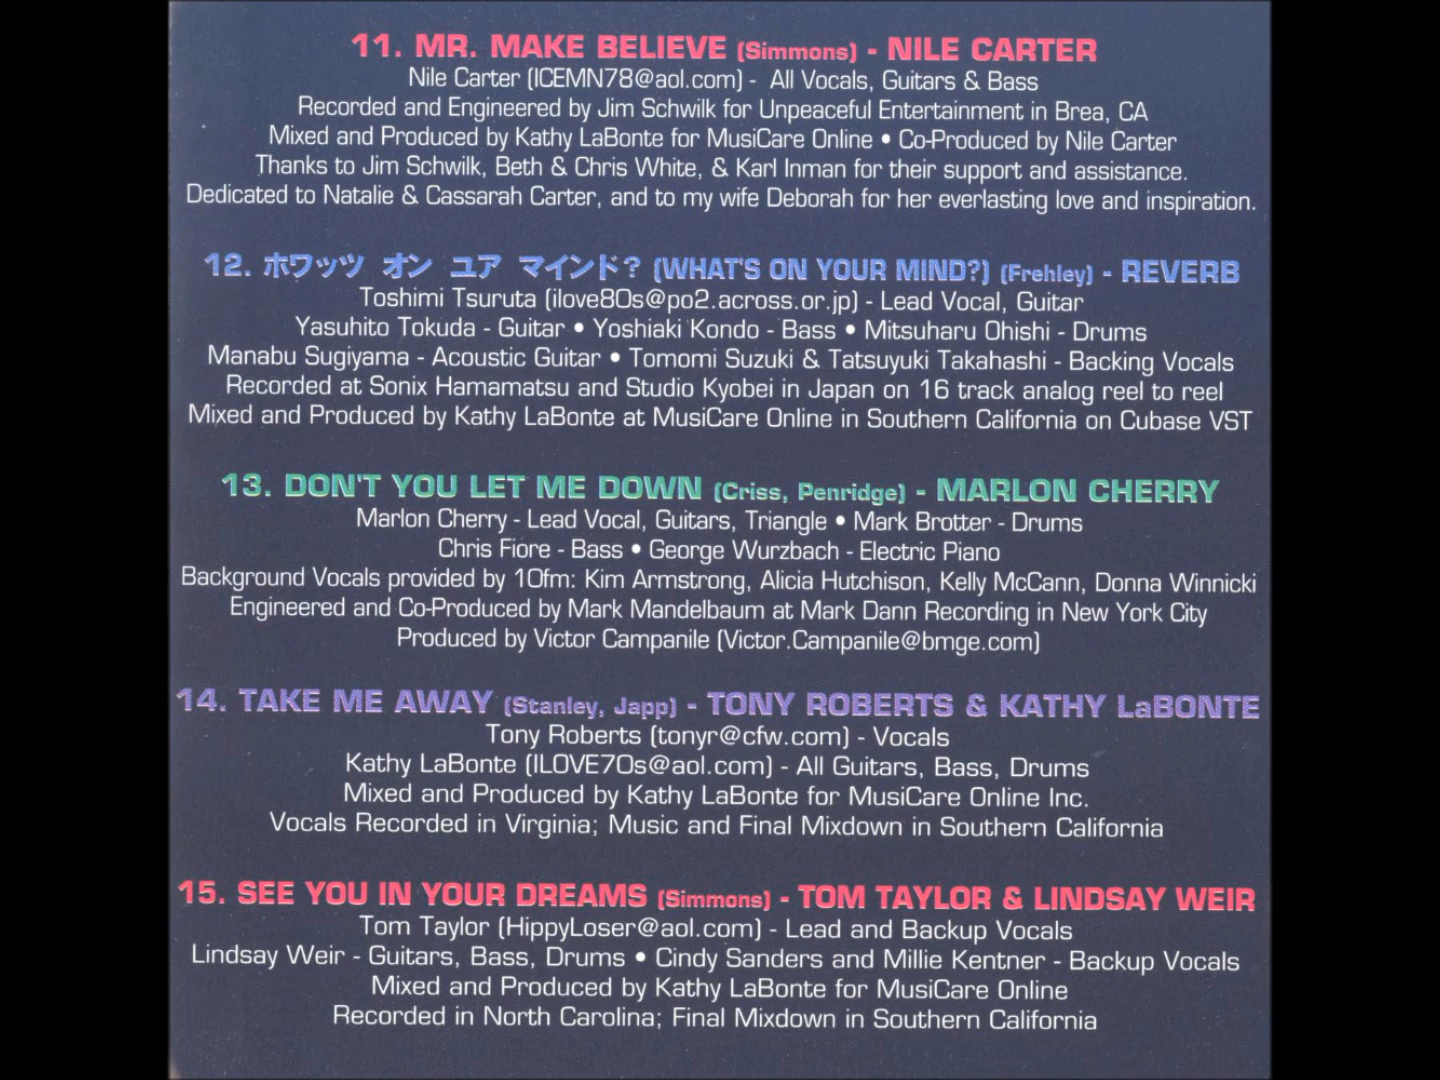 11. MR. MAKE BELIEVE (Simmons) - NILE CARTER
Nile Carter (ICEMN78@aol.com) - All Vocals, Guitars & Bass
Recorded and Engineered by Jim Schwilk for Unpeaceful Entertainment in Brea, CA
Mixed and Produced by Kathy LaBonte for MusiCare Online • Co-Produced by Nile Carter
Thanks to Jim Schwilk, Beth & Chris White, & Karl Inman for their support and assistance.
Dedicated to Natalie & Cassarah Carter, and to my wife Deborah for her everlasting love and inspiration.
12. ホワッツ オン ユア マインド? (WHAT'S ON YOUR MIND?) (Frehley) - REVERB
Toshimi Tsuruta (ilove80s@po2.across.or.jp) - Lead Vocal, Guitar
Yasuhito Tokuda - Guitar • Yoshiaki Kondo - Bass • Mitsuharu Ohishi - Drums
Manabu Sugiyama - Acoustic Guitar • Tomomi Suzuki & Tatsuyuki Takahashi - Backing Vocals
Recorded at Sonix Hamamatsu and Studio Kyobei in Japan on 16 track analog reel to reel
Mixed and Produced by Kathy LaBonte at MusiCare Online in Southern California on Cubase VST
13. DON'T YOU LET ME DOWN (Criss, Penridge) - MARLON CHERRY
Marlon Cherry - Lead Vocal, Guitars, Triangle • Mark Brotter - Drums
Chris Fiore - Bass • George Wurzbach - Electric Piano
Background Vocals provided by 10fm: Kim Armstrong, Alicia Hutchison, Kelly McCann, Donna Winnicki
Engineered and Co-Produced by Mark Mandelbaum at Mark Dann Recording in New York City
Produced by Victor Campanile (Victor.Campanile@bmge.com)
14. TAKE ME AWAY (Stanley, Japp) - TONY ROBERTS & KATHY LaBONTE
Tony Roberts (tonyr@cfw.com) - Vocals
Kathy LaBonte (ILOVE70s@aol.com) - All Guitars, Bass, Drums
Mixed and Produced by Kathy LaBonte for MusiCare Online Inc.
Vocals Recorded in Virginia; Music and Final Mixdown in Southern California
15. SEE YOU IN YOUR DREAMS (Simmons) - TOM TAYLOR & LINDSAY WEIR
Tom Taylor (HippyLoser@aol.com) - Lead and Backup Vocals
Lindsay Weir - Guitars, Bass, Drums • Cindy Sanders and Millie Kentner - Backup Vocals
Mixed and Produced by Kathy LaBonte for MusiCare Online
Recorded in North Carolina; Final Mixdown in Southern California